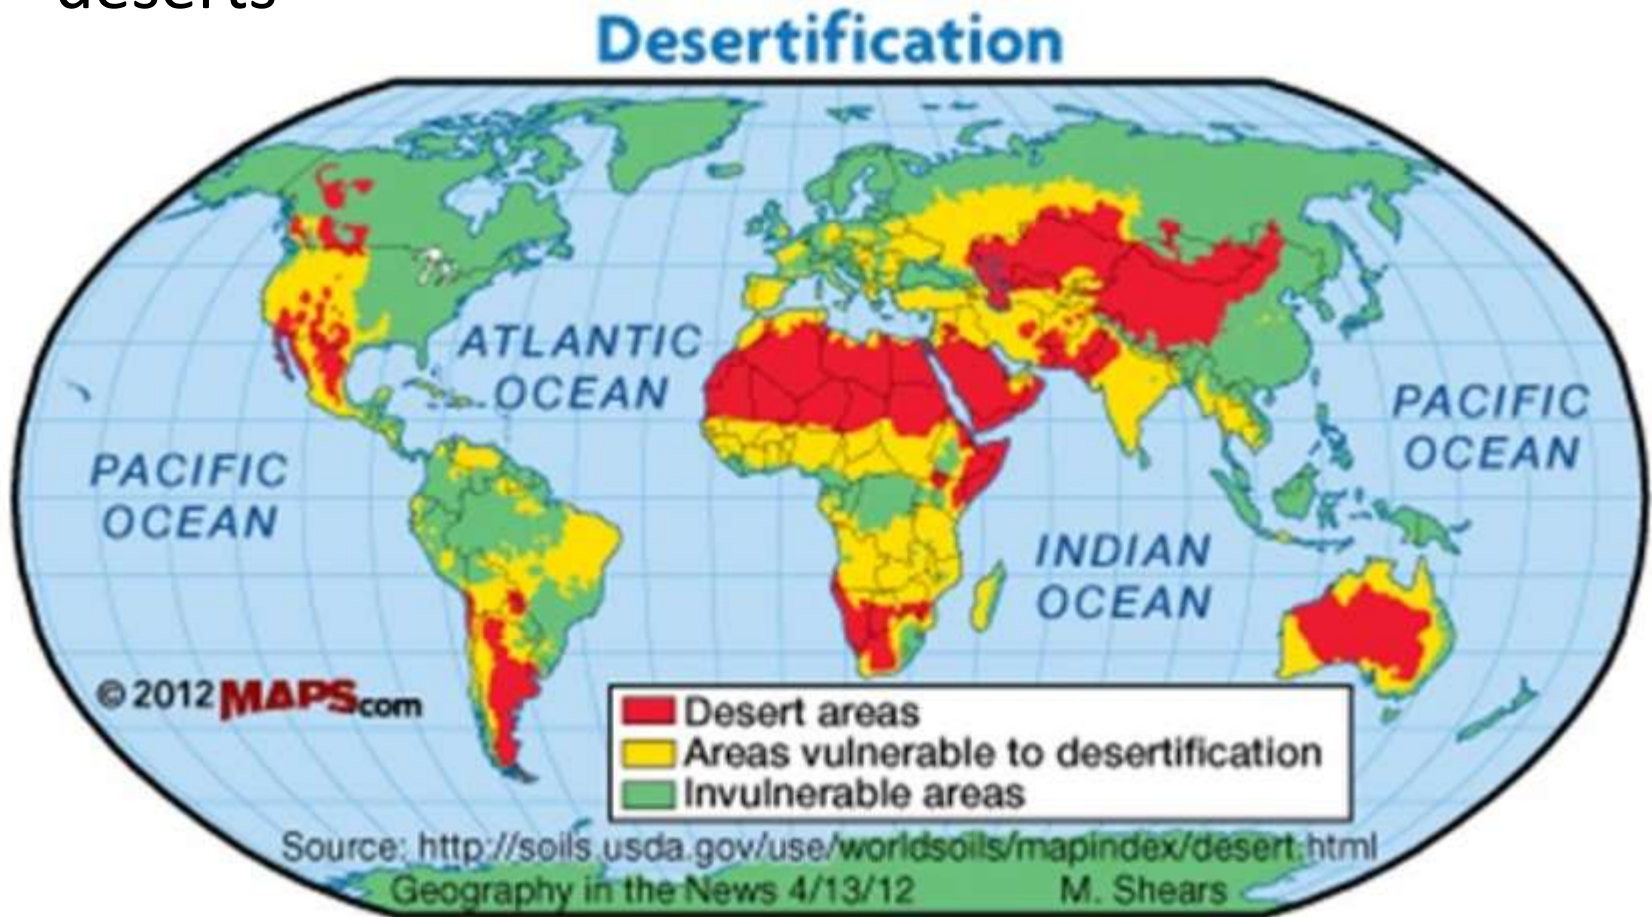 deserts
Desertification
ATLANTIC
OCEAN
PACIFIC
OCEAN
PACIFIC
OCEAN
INDIAN
OCEAN
© 2012 MAPS.com
Desert areas
Areas vulnerable to desertification
Invulnerable areas
Source: http://soils.usda.gov/use/worldsoils/mapindex/desert.html
Geography in the News 4/13/12 M. Shears